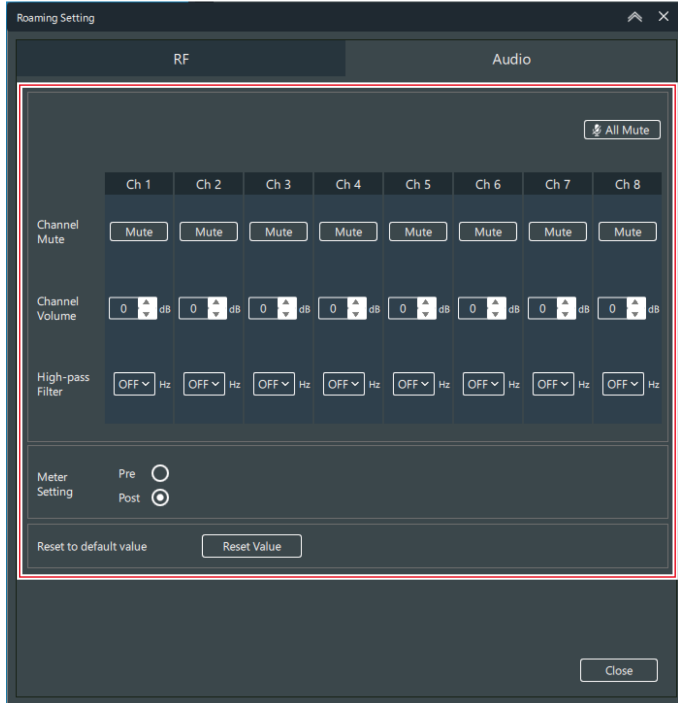 Roaming Setting
RF Audio
All Mute
Ch 1 Ch 2 Ch 3 Ch 4 Ch 5 Ch 6 Ch 7 Ch 8
Channel
Mute
Mute Mute Mute Mute Mute Mute Mute Mute
Channel
Volume
0 dB 0 dB 0 dB 0 dB 0 dB 0 dB 0 dB 0 dB
High-pass
Filter
OFF Hz OFF Hz OFF Hz OFF Hz OFF Hz OFF Hz OFF Hz OFF Hz
Meter
Setting
Pre
Post
Reset to default value Reset Value
Close